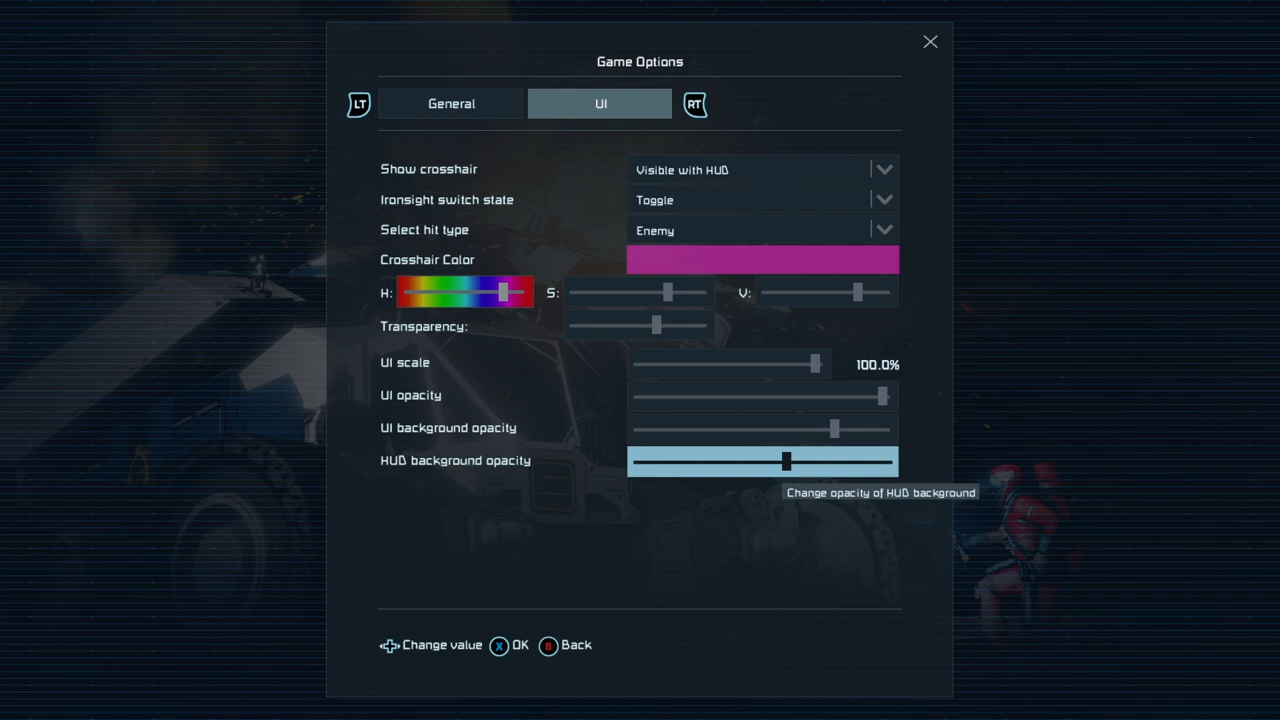 Game Options
LT General UI RT
Show crosshair Visible with HUD
Ironsight switch state Toggle
Select hit type Enemy
Crosshair Color
H: S: V:
Transparency:
UI scale 100.0%
UI opacity
UI background opacity
HUD background opacity
Change opacity of HUD background
Change value X OK B Back